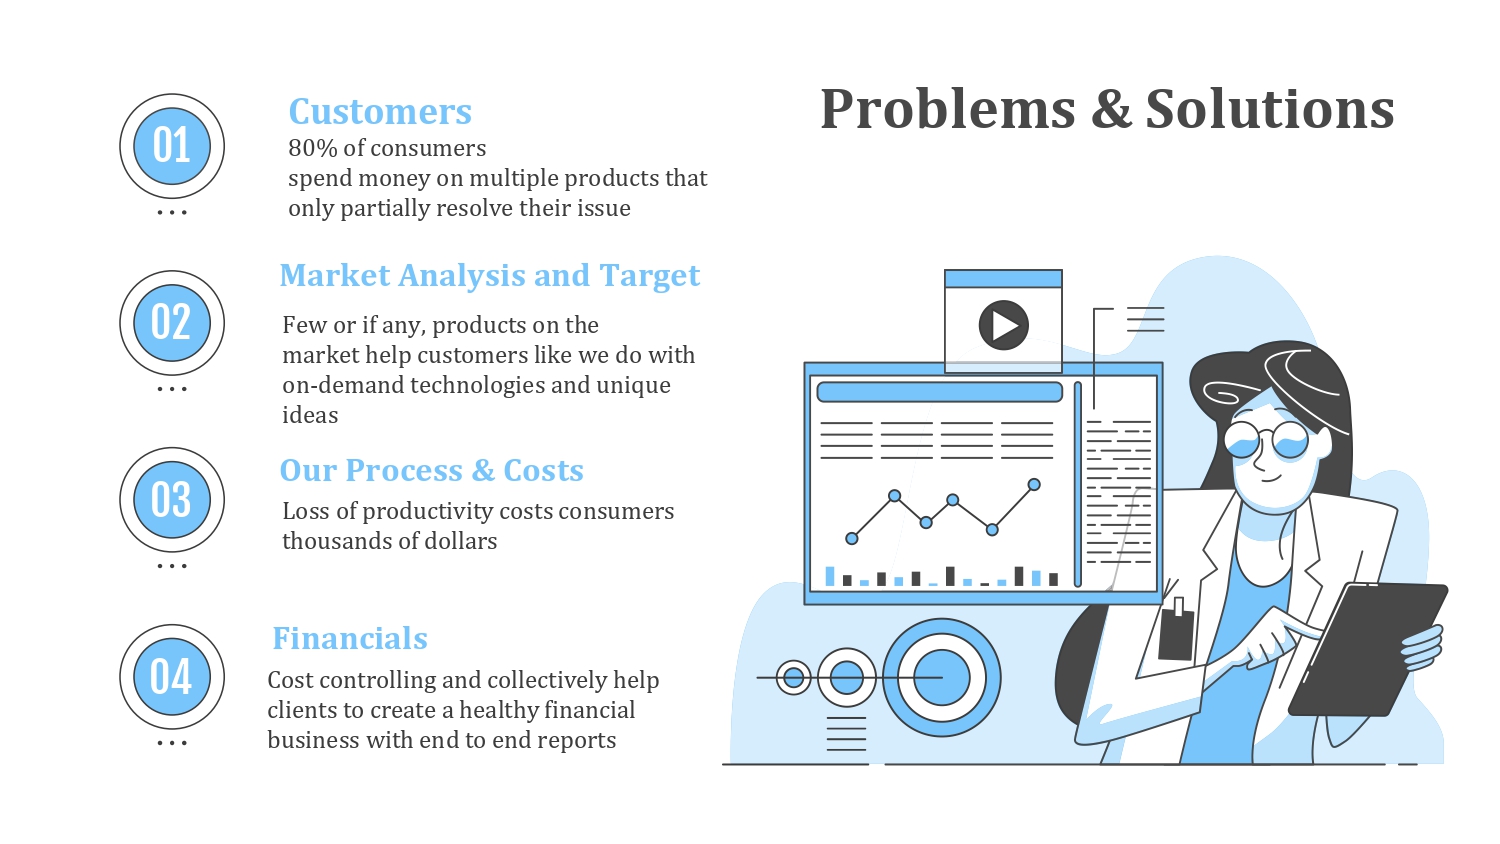 Problems & Solutions
01
Customers
80% of consumers
spend money on multiple products that
only partially resolve their issue
02
Market Analysis and Target
Few or if any, products on the
market help customers like we do with
on-demand technologies and unique
ideas
03
Our Process & Costs
Loss of productivity costs consumers
thousands of dollars
04
Financials
Cost controlling and collectively help
clients to create a healthy financial
business with end to end reports